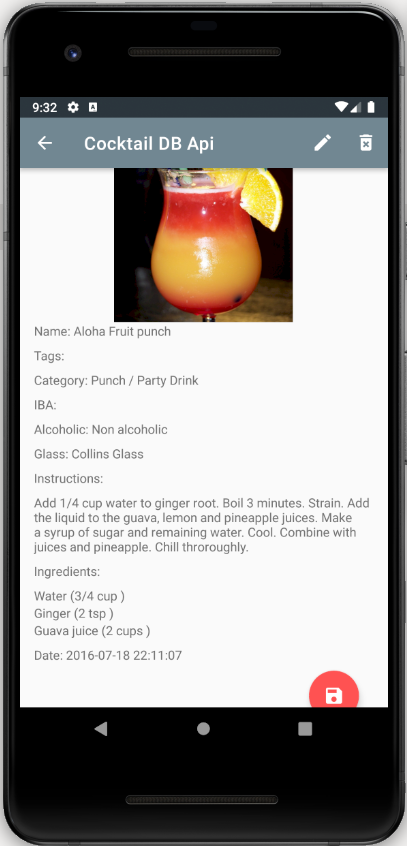 9:32
Cocktail DB Api
Name: Aloha Fruit punch
Tags:
Category: Punch / Party Drink
IBA:
Alcoholic: Non alcoholic
Glass: Collins Glass
Instructions:
Add 1/4 cup water to ginger root. Boil 3 minutes. Strain. Add
the liquid to the guava, lemon and pineapple juices. Make
a syrup of sugar and remaining water. Cool. Combine with
juices and pineapple. Chill throroughly.
Ingredients:
Water (3/4 cup )
Ginger (2 tsp )
Guava juice (2 cups )
Date: 2016-07-18 22:11:07